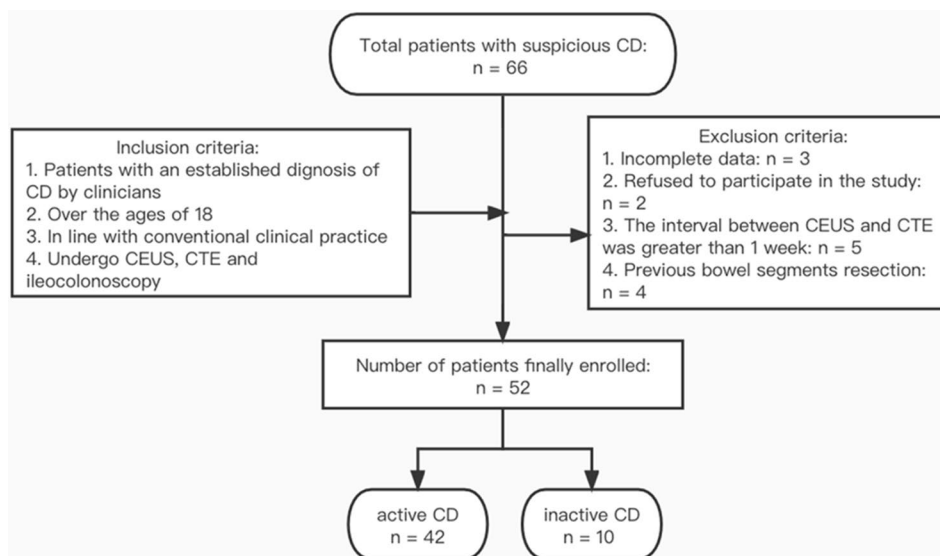 Total patients with suspicious CD:
n = 66
Inclusion criteria:
1. Patients with an established dignosis of
CD by clinicians
2. Over the ages of 18
3. In line with conventional clinical practice
4. Undergo CEUS, CTE and
ileocolonoscopy
Exclusion criteria:
1. Incomplete data: n = 3
2. Refused to participate in the study:
n = 2
3. The interval between CEUS and CTE
was greater than 1 week: n = 5
4. Previous bowel segments resection:
n = 4
Number of patients finally enrolled:
n = 52
active CD
n = 42
inactive CD
n = 10